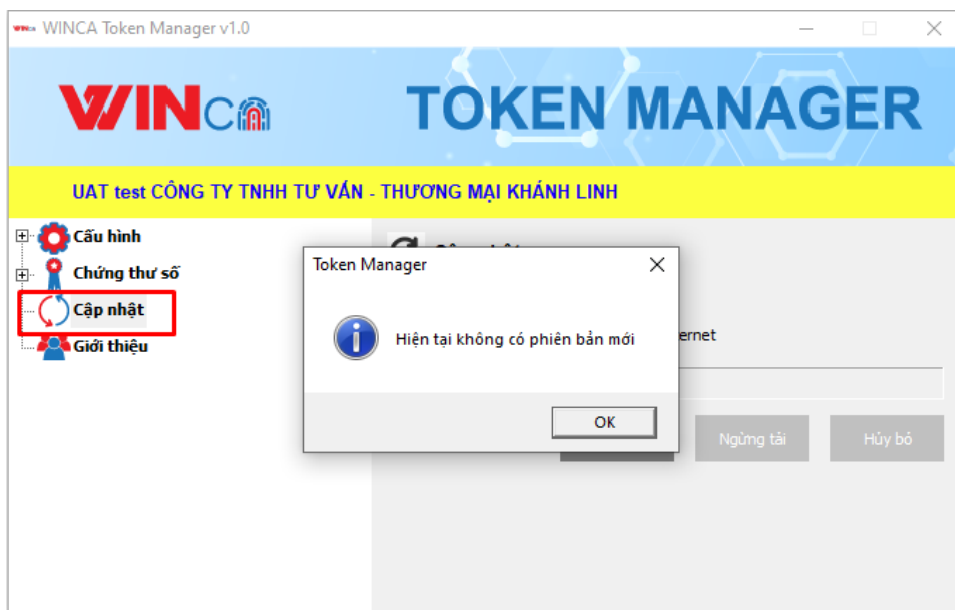 WINCA Token Manager v1.0
WINCA
TOKEN MANAGER
UAT test CÔNG TY TNHH TƯ VẤN - THƯƠNG MẠI KHÁNH LINH
Cấu hình
Chứng thư số
Cập nhật
Giới thiệu
Token Manager
Hiện tại không có phiên bản mới
ernet
OK
Ngừng tải
Hủy bỏ